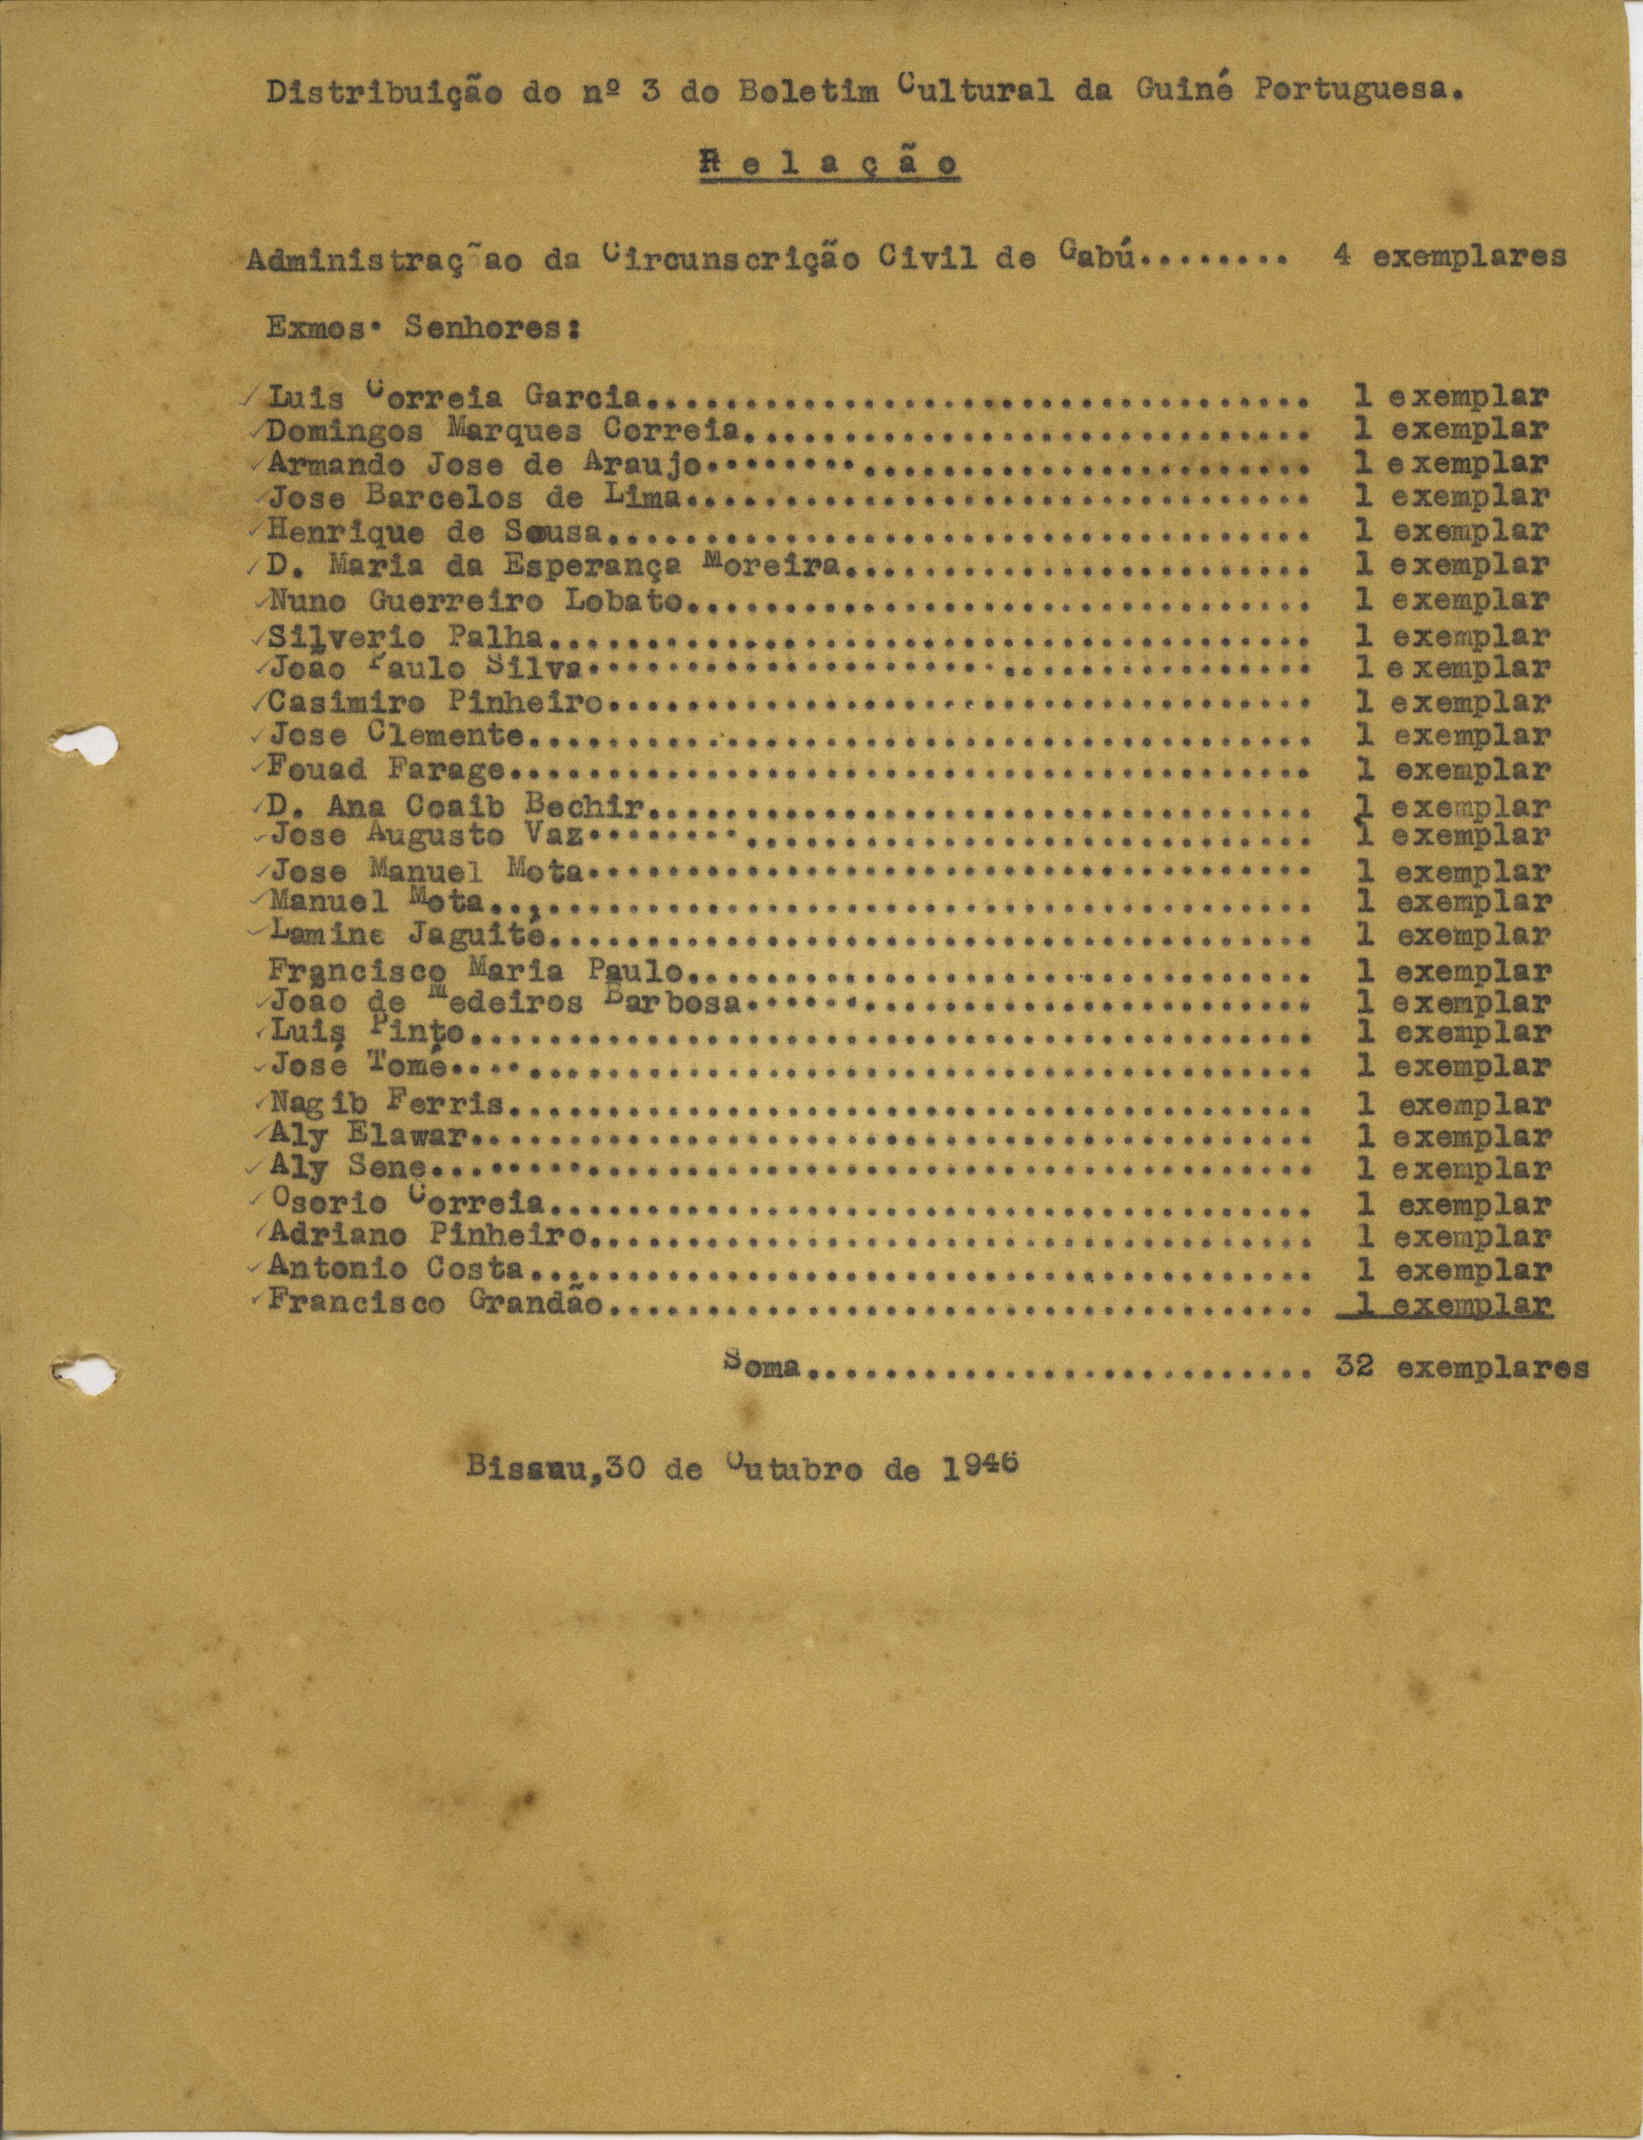 Distribuição do nº 3 do Boletim Cultural da Guiné Portuguesa.
R e l a ç ã o
Administraç~ao da Circunscrição Civil de Gabú........ 4 exemplares
Exmos. Senhores:
Luis Correia Garcia.................................. 1 exemplar
Domingos Marques Correia............................. 1 exemplar
Armando Jose de Araujo............................... 1 exemplar
Jose Barcelos de Lima................................ 1 exemplar
Henrique de Sousa.................................... 1 exemplar
D. Maria da Esperança Moreira........................ 1 exemplar
Nuno Guerreiro Lobato................................ 1 exemplar
Silverio Palha....................................... 1 exemplar
João Paulo Silva..................................... 1 exemplar
Casimiro Pinheiro.................................... 1 exemplar
Jose Clemente........................................ 1 exemplar
Fouad Farage......................................... 1 exemplar
D. Ana Coaib Bechir.................................. 1 exemplar
Jose Augusto Vaz..................................... 1 exemplar
Jose Manuel Mota..................................... 1 exemplar
Manuel Mota.......................................... 1 exemplar
Lamine Jaguité....................................... 1 exemplar
Francisco Maria Paulo................................ 1 exemplar
João de Medeiros Barbosa............................. 1 exemplar
Luis Pinto........................................... 1 exemplar
José Tomé............................................ 1 exemplar
Nagib Ferris......................................... 1 exemplar
Aly Elawar........................................... 1 exemplar
Aly Sene............................................. 1 exemplar
Osorio Correia....................................... 1 exemplar
Adriano Pinheiro..................................... 1 exemplar
Antonio Costa........................................ 1 exemplar
Francisco Grandão.................................... 1 exemplar
Soma.......................... 32 exemplares
Bissau,30 de Outubro de 1946